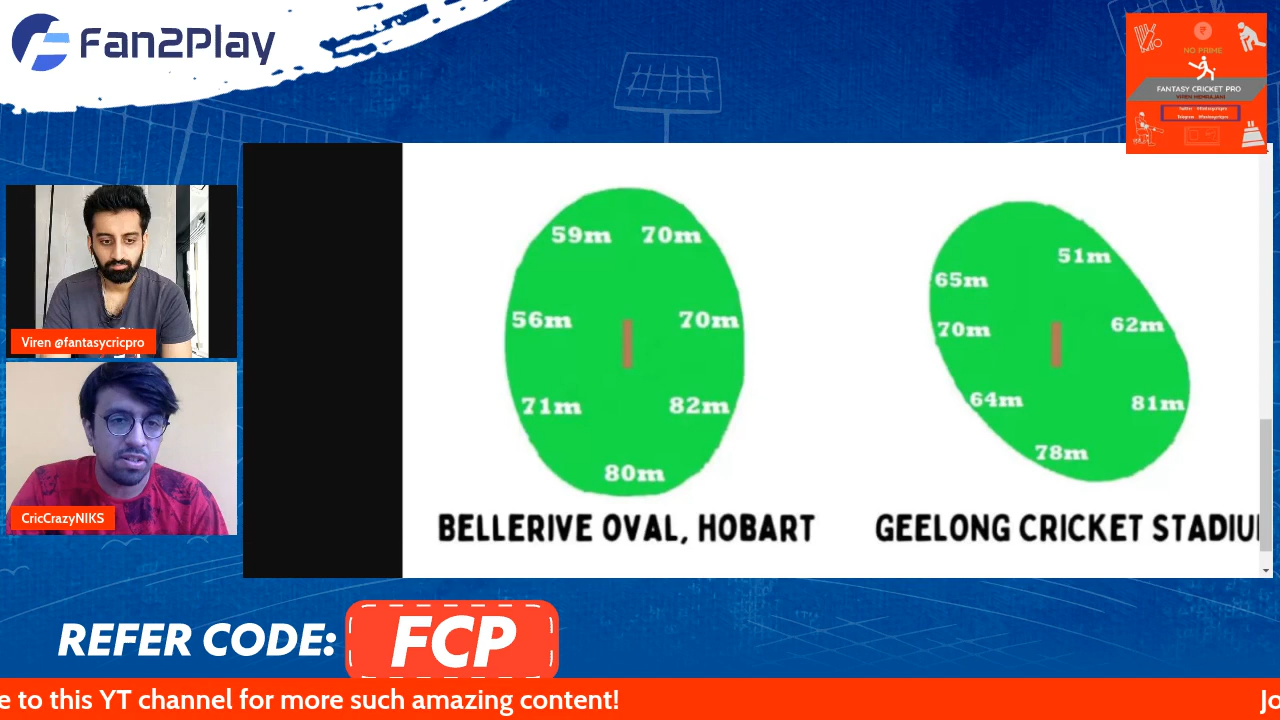 Fan2Play
NO PRIME
FANTASY CRICKET PRO
VIREN HEMRAJANI
59m 70m
56m 70m
71m 82m
80m
BELLERIVE OVAL, HOBART
51m
65m
70m 62m
64m 81m
78m
GEELONG CRICKET STADIU
Viren @fantasycricpro
CricCrazyNIKS
REFER CODE: FCP
e to this YT channel for more such amazing content! Jo